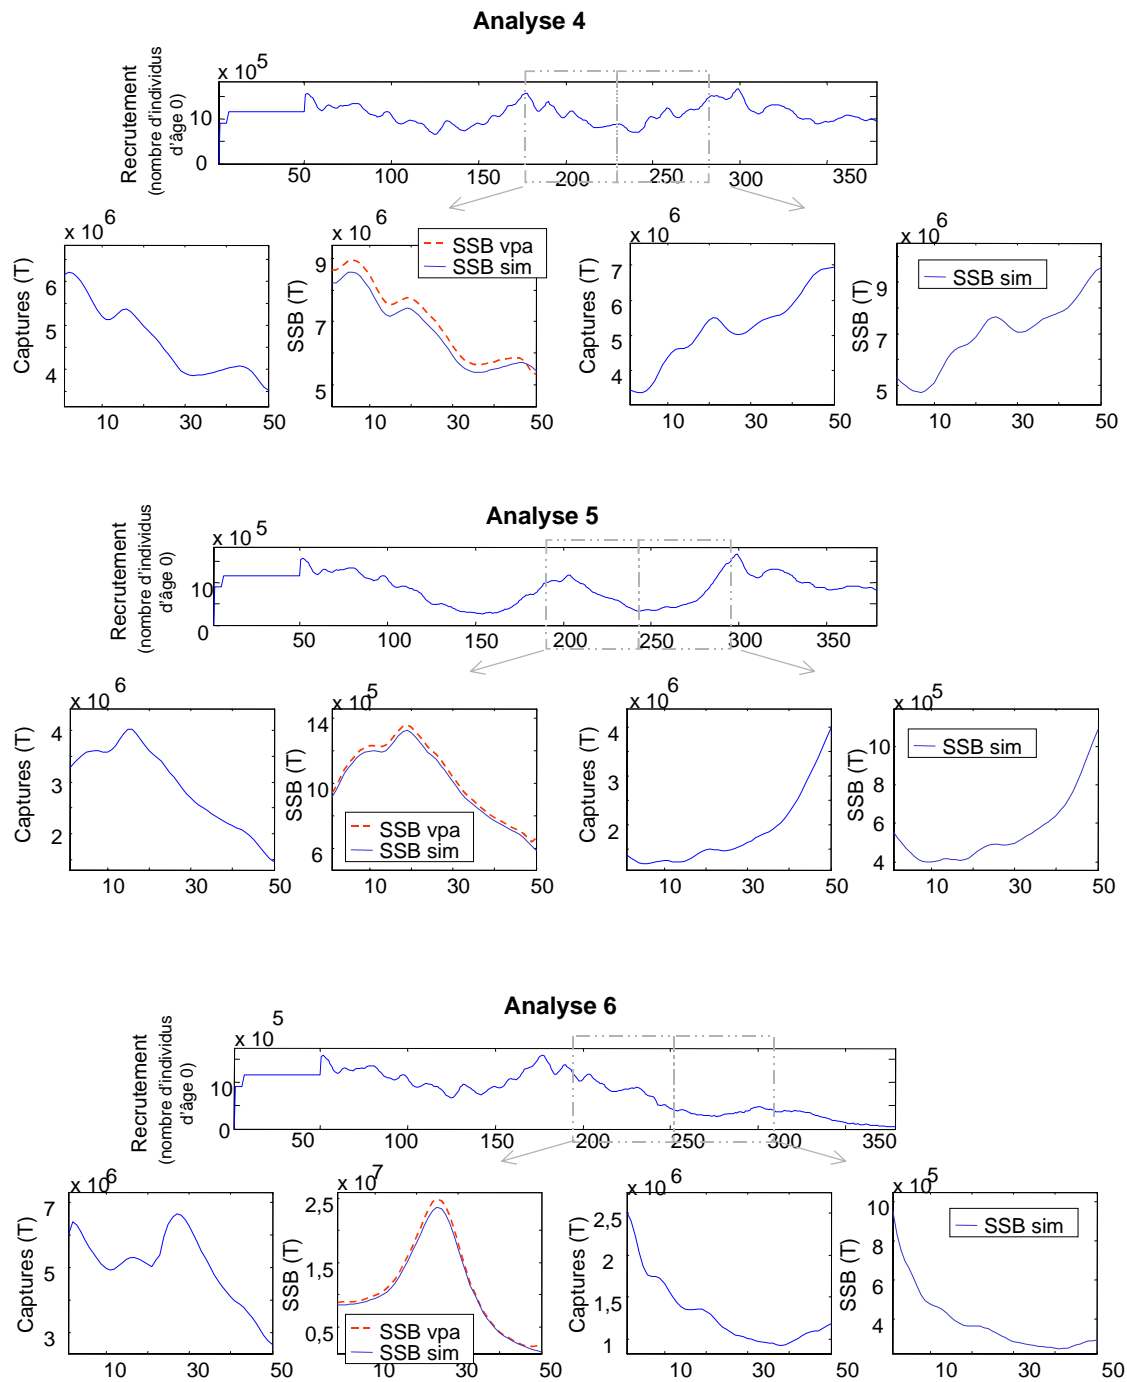 Analyse 4
Recrutement
(nombre d'individus
d'âge 0)
x 10 5
10
0
50 100 150 200 250 300 350
x 10 6
Captures (T)
6
5
4
10 30 50
x 10 6
SSB (T)
9
7
5
10 30 50
SSB vpa
SSB sim
x 10 6
Captures (T)
7
6
5
4
10 30 50
x 10 6
SSB (T)
9
7
5
10 30 50
SSB sim
Analyse 5
Recrutement
(nombre d'individus
d'âge 0)
x 10 5
10
0
50 100 150 200 250 300 350
x 10 6
Captures (T)
4
3
2
10 30 50
x 10 5
SSB (T)
14
10
6
10 30 50
SSB vpa
SSB sim
x 10 6
Captures (T)
4
3
2
10 30 50
x 10 5
SSB (T)
10
8
6
4
10 30 50
SSB sim
Analyse 6
Recrutement
(nombre d'individus
d'âge 0)
x 10 5
10
0
50 100 150 200 250 300 350
x 10 6
Captures (T)
7
5
3
10 30 50
x 10 7
SSB (T)
2,5
1,5
0,5
10 30 50
SSB vpa
SSB sim
x 10 6
Captures (T)
2,5
2
1,5
1
10 30 50
x 10 5
SSB (T)
10
8
6
4
10 30 50
SSB sim